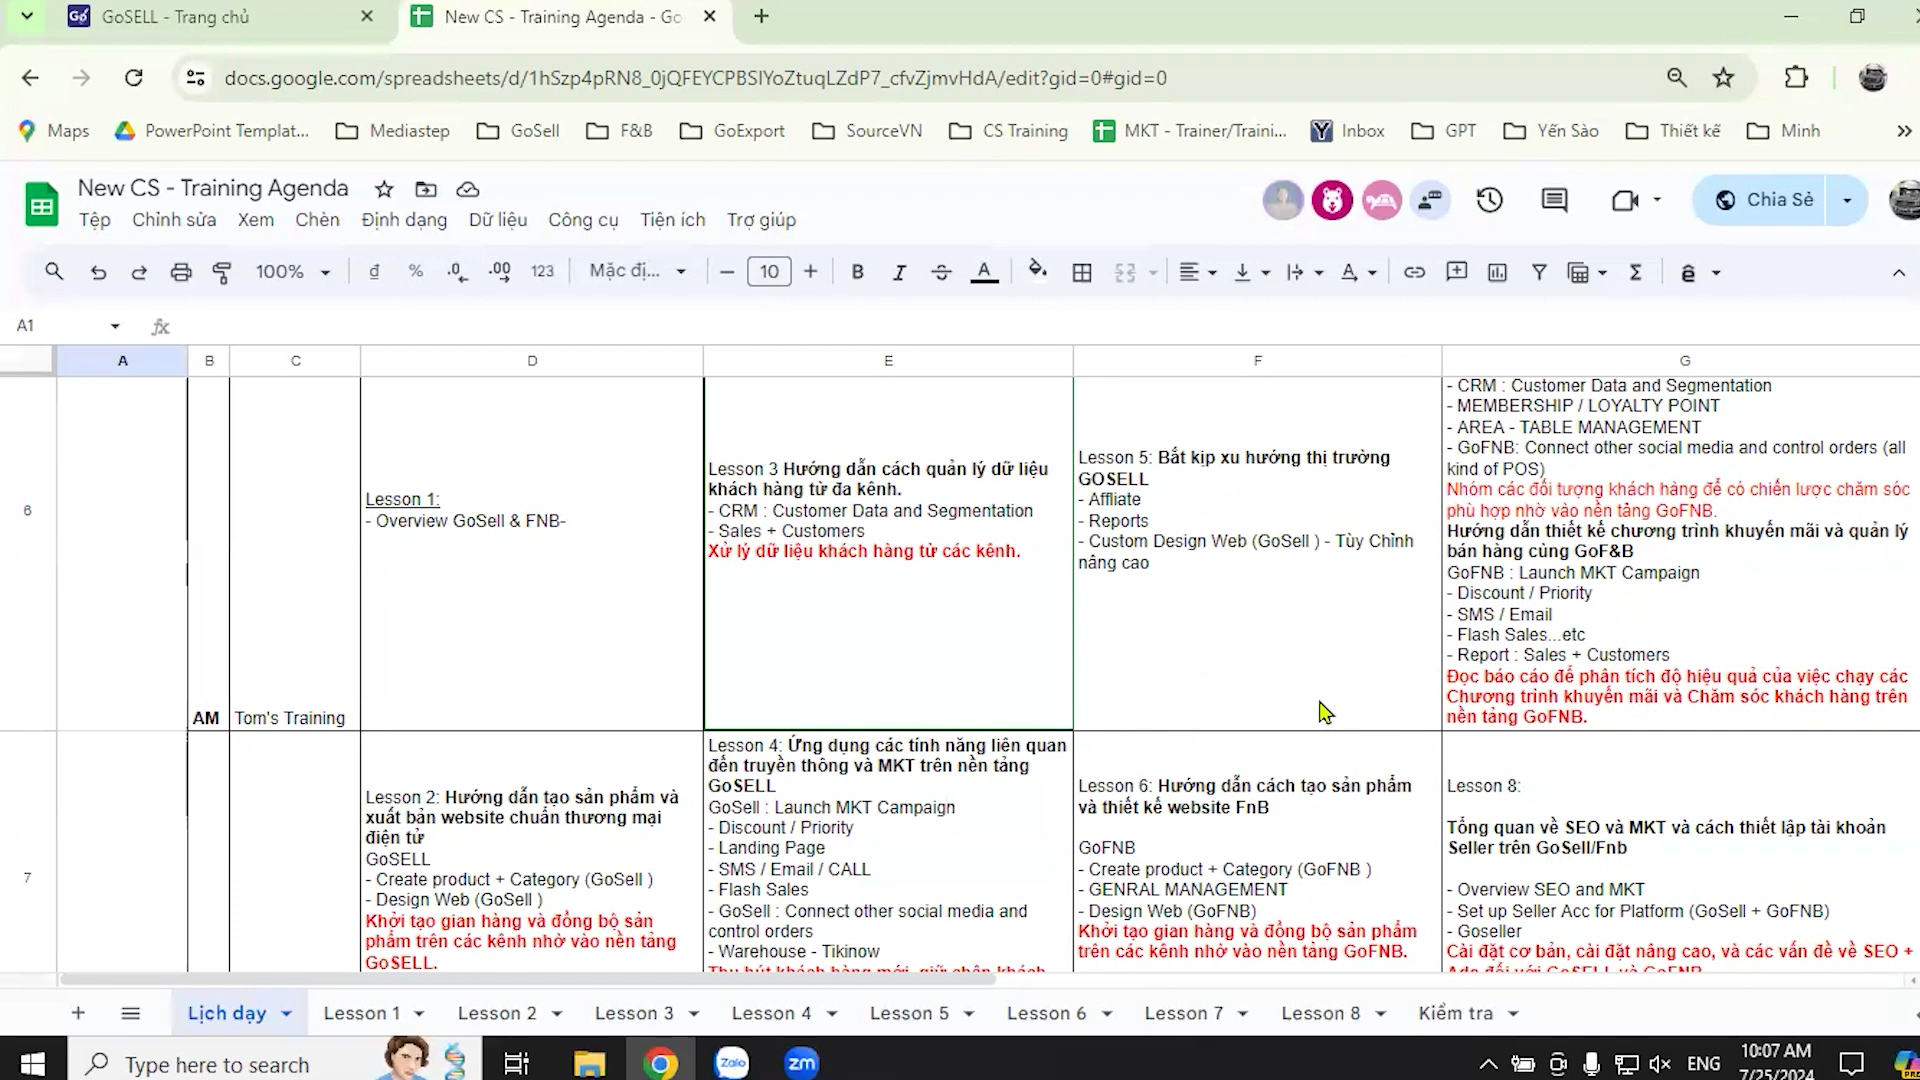 GoSELL - Trang chủ
New CS - Training Agenda - Go
docs.google.com/spreadsheets/d/1hSzp4pRN8_0jQFEYCPBSIYoZtuqLZdP7_cfvZjmvHdA/edit?gid=0#gid=0
Maps
PowerPoint Templat...
Mediastep
GoSell
F&B
GoExport
SourceVN
CS Training
MKT - Trainer/Traini...
Inbox
GPT
Yến Sào
Thiết kế
Minh
New CS - Training Agenda
Chia Sẻ
Tệp Chỉnh sửa Xem Chèn Định dạng Dữ liệu Công cụ Tiện ích Trợ giúp
100% đ % .0 .00 123 Mặc đị... 10 B I A
A1 fx
A B C D E F G
6
AM
Tom's Training
Lesson 1:
- Overview GoSell & FNB-
Lesson 3 Hướng dẫn cách quản lý dữ liệu
khách hàng từ đa kênh.
- CRM : Customer Data and Segmentation
- Sales + Customers
Xử lý dữ liệu khách hàng từ các kênh.
Lesson 5: Bắt kịp xu hướng thị trường
GOSELL
- Affliate
- Reports
- Custom Design Web (GoSell ) - Tùy Chỉnh
nâng cao
- CRM : Customer Data and Segmentation
- MEMBERSHIP / LOYALTY POINT
- AREA - TABLE MANAGEMENT
- GoFNB: Connect other social media and control orders (all
kind of POS)
Nhóm các đối tượng khách hàng để có chiến lược chăm sóc
phù hợp nhờ vào nền tảng GoFNB.
Hướng dẫn thiết kế chương trình khuyến mãi và quản lý
bán hàng cùng GoF&B
GoFNB : Launch MKT Campaign
- Discount / Priority
- SMS / Email
- Flash Sales...etc
- Report : Sales + Customers
Đọc báo cáo để phân tích độ hiệu quả của việc chạy các
Chương trình khuyến mãi và Chăm sóc khách hàng trên
nền tảng GoFNB.
7
Lesson 2: Hướng dẫn tạo sản phẩm và
xuất bản website chuẩn thương mại
điện tử
GoSELL
- Create product + Category (GoSell )
- Design Web (GoSell )
Khởi tạo gian hàng và đồng bộ sản
phẩm trên các kênh nhờ vào nền tảng
GoSELL.
Lesson 4: Ứng dụng các tính năng liên quan
đến truyền thông và MKT trên nền tảng
GoSELL
GoSell : Launch MKT Campaign
- Discount / Priority
- Landing Page
- SMS / Email / CALL
- Flash Sales
- GoSell : Connect other social media and
control orders
- Warehouse - Tikinow
Thu hút khách hàng mới, giữ chân khách
Lesson 6: Hướng dẫn cách tạo sản phẩm
và thiết kế website FnB
GoFNB
- Create product + Category (GoFNB )
- GENRAL MANAGEMENT
- Design Web (GoFNB)
Khởi tạo gian hàng và đồng bộ sản phẩm
trên các kênh nhờ vào nền tảng GoFNB.
Lesson 8:
Tổng quan về SEO và MKT và cách thiết lập tài khoản
Seller trên GoSell/Fnb
- Overview SEO and MKT
- Set up Seller Acc for Platform (GoSell + GoFNB)
- Goseller
Cài đặt cơ bản, cài đặt nâng cao, và các vấn đề về SEO +
Ads đối với GoSELL và GoFNB
Lịch dạy Lesson 1 Lesson 2 Lesson 3 Lesson 4 Lesson 5 Lesson 6 Lesson 7 Lesson 8 Kiểm tra
Type here to search
Zalo
zm
ENG
10:07 AM
7/25/2024